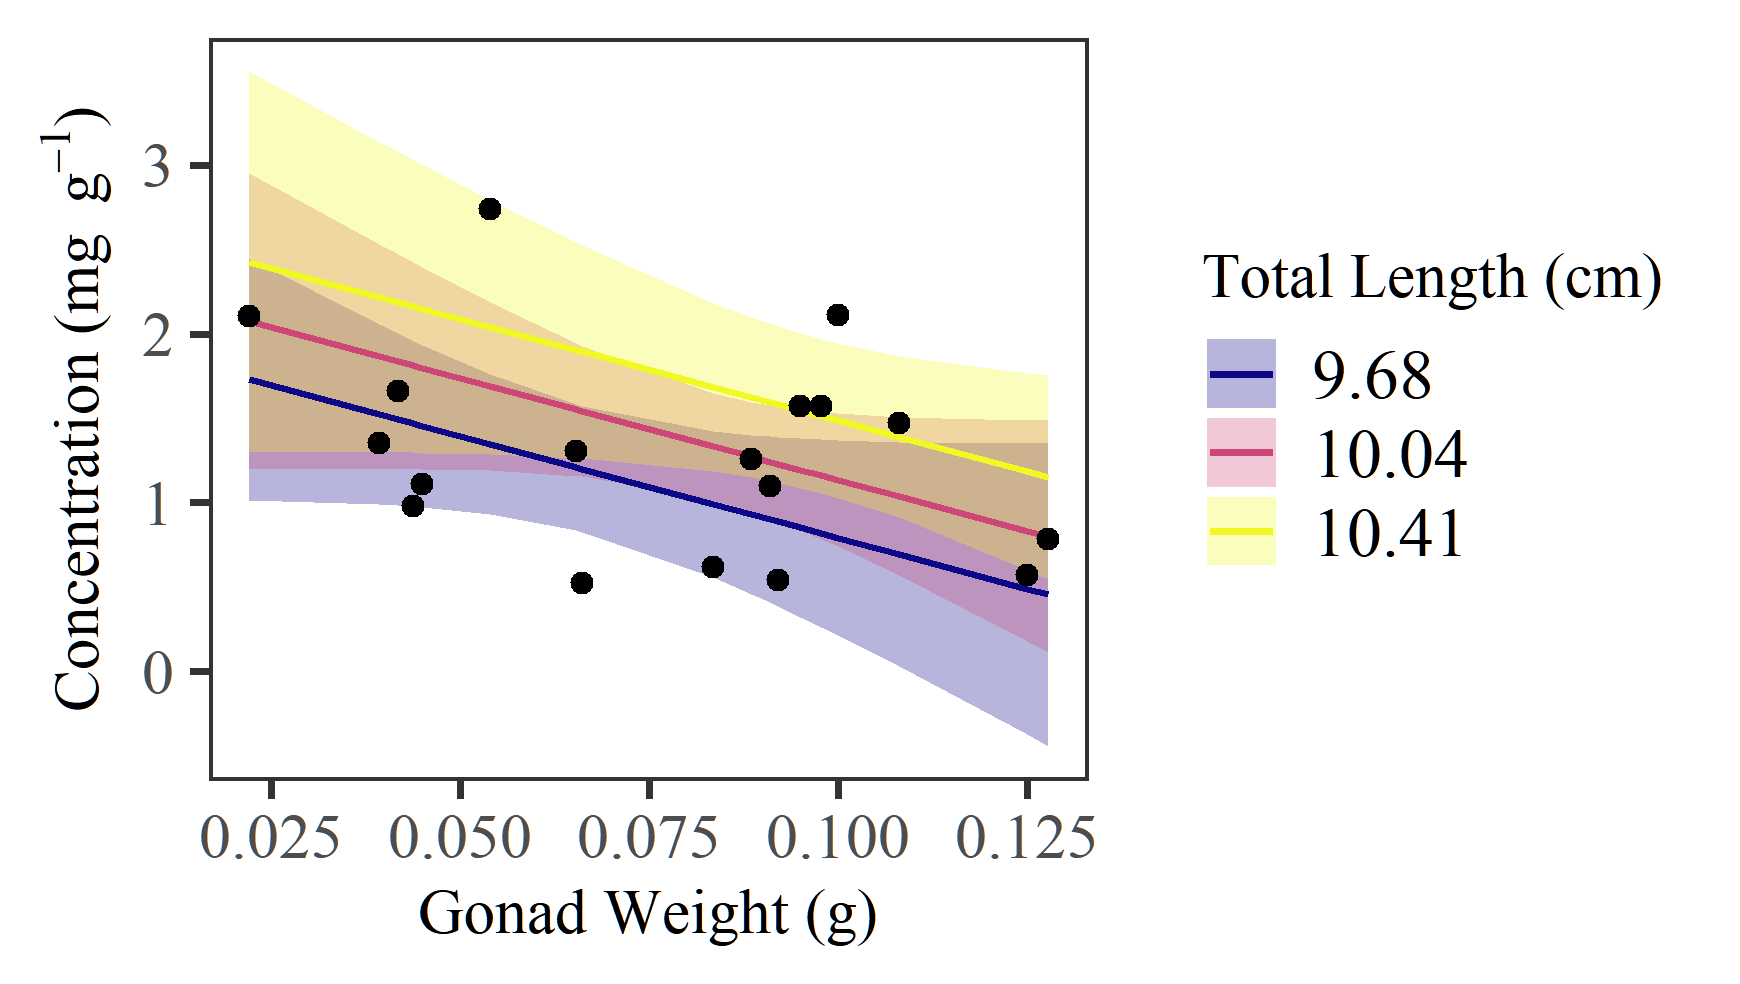 Concentration (mg g⁻¹)
3
2
1
0
0.025 0.050 0.075 0.100 0.125
Gonad Weight (g)
Total Length (cm)
9.68
10.04
10.41